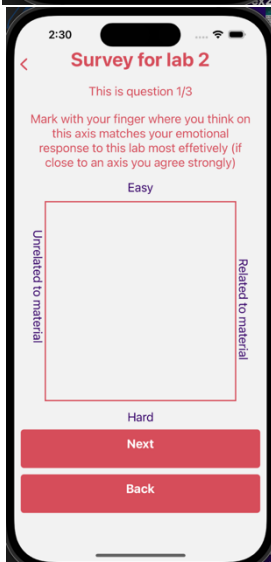 2:30
Survey for lab 2
This is question 1/3
Mark with your finger where you think on
this axis matches your emotional
response to this lab most effetively (if
close to an axis you agree strongly)
Easy
Unrelated to material
Related to material
Hard
Next
Back